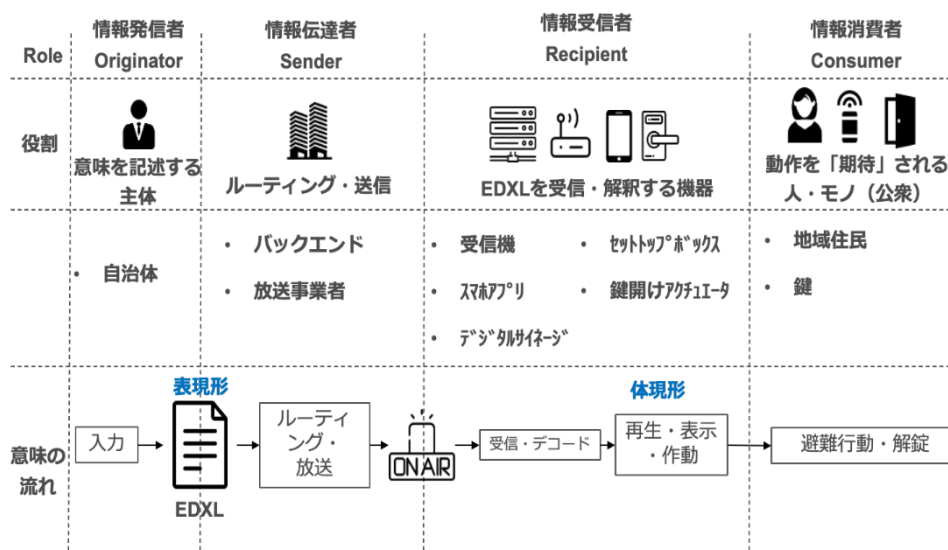 Role
情報発信者
Originator
情報伝達者
Sender
情報受信者
Recipient
情報消費者
Consumer
役割
意味を記述する
主体
ルーティング・送信
EDXLを受信・解釈する機器
動作を「期待」される
人・モノ（公衆）
• 自治体
• バックエンド
• 放送事業者
• 受信機
• ｽﾏﾎｱﾌﾟﾘ
• ﾃﾞｼﾞﾀﾙｻｲﾈｰｼﾞ
• ｾｯﾄﾄｯﾌﾟﾎﾞｯｸｽ
• 鍵開けｱｸﾁｭｴｰﾀ
• 地域住民
• 鍵
意味の
流れ
入力
表現形
EDXL
ルーティ
ング・
放送
ON AIR
受信・デコード
体現形
再生・表示
・作動
避難行動・解錠